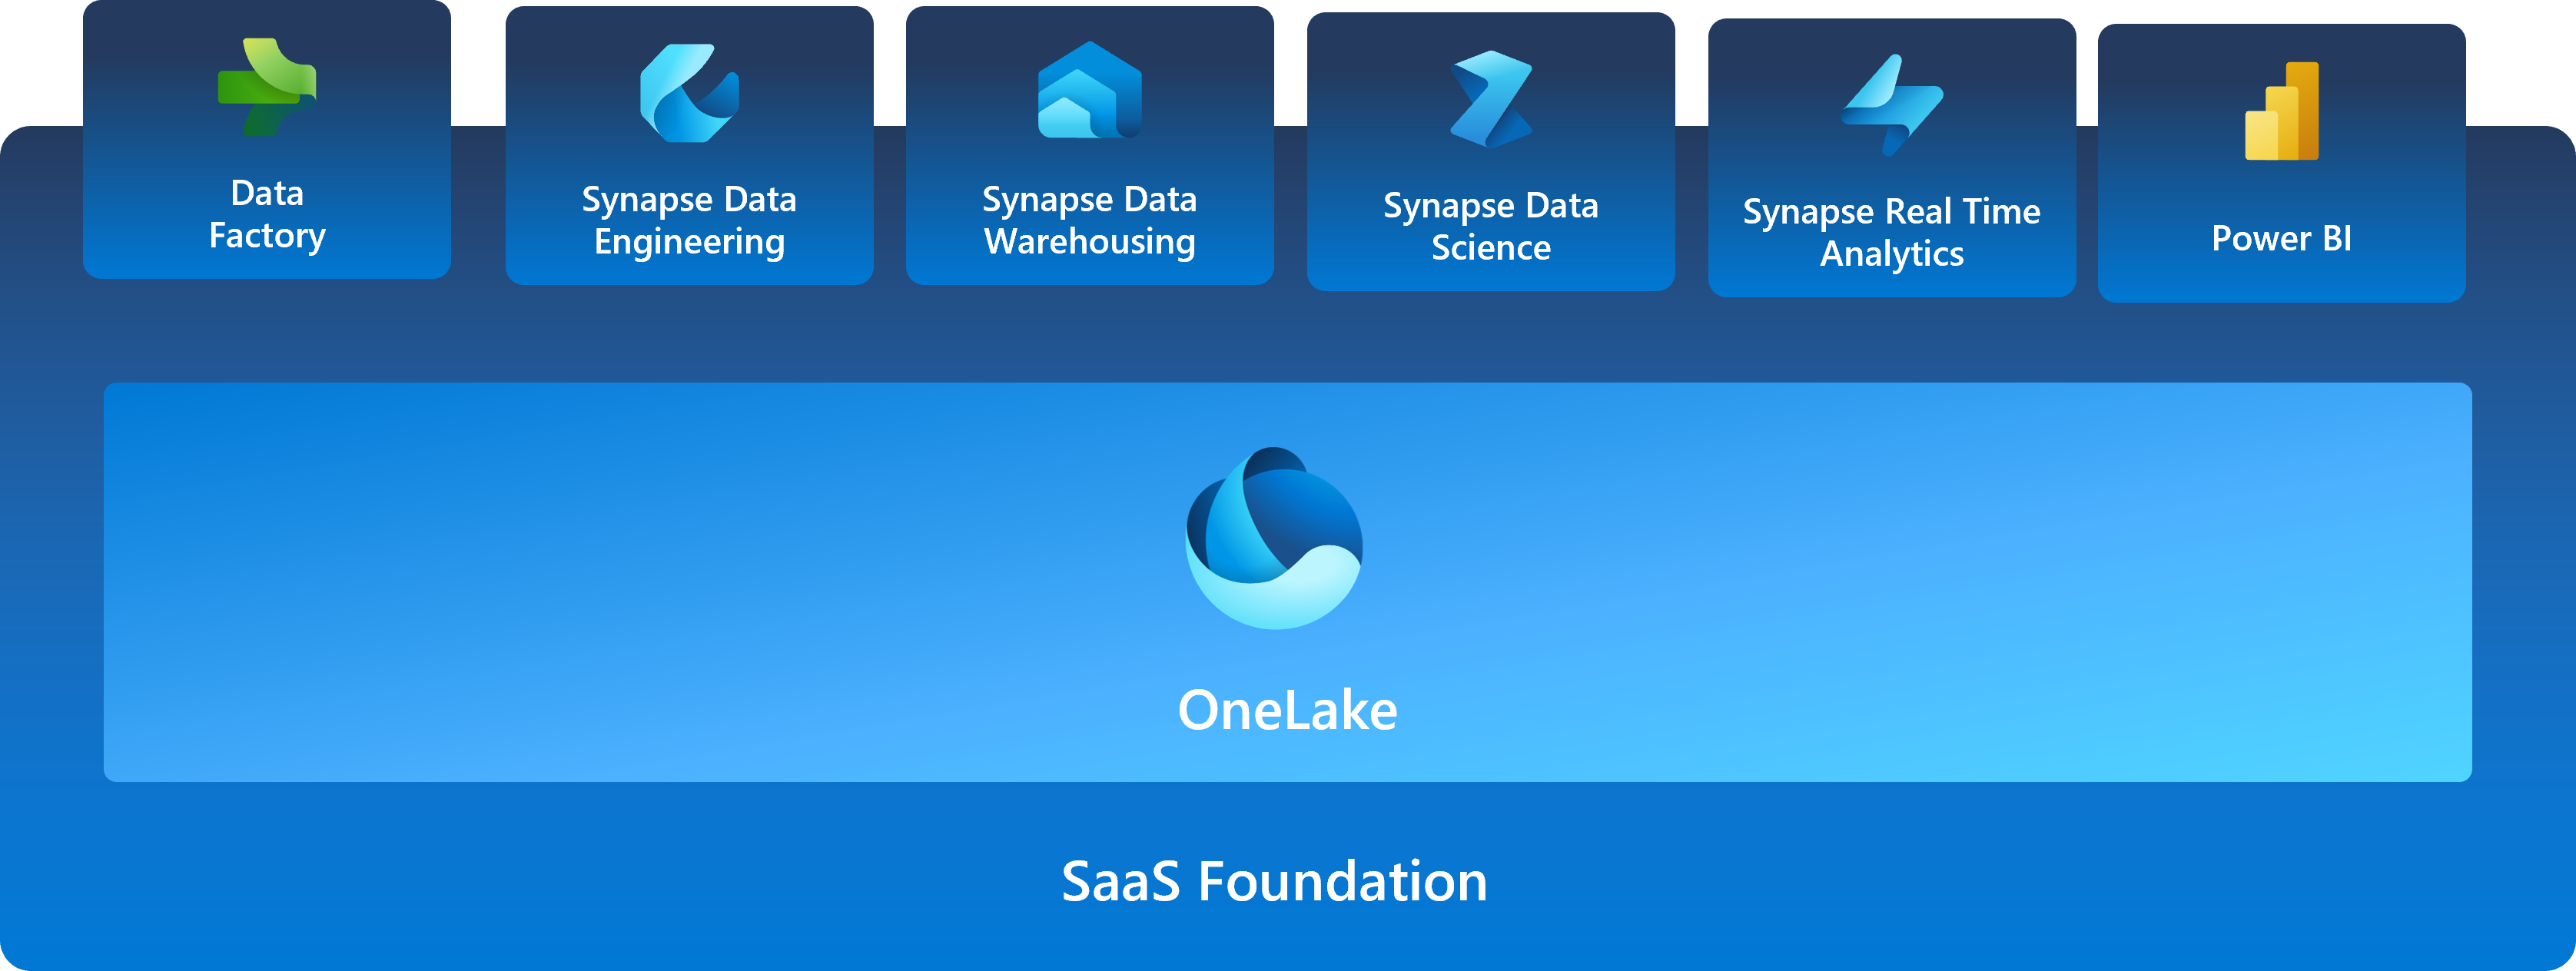 Data
Factory
Synapse Data
Engineering
Synapse Data
Warehousing
Synapse Data
Science
Synapse Real Time
Analytics
Power BI
OneLake
SaaS Foundation